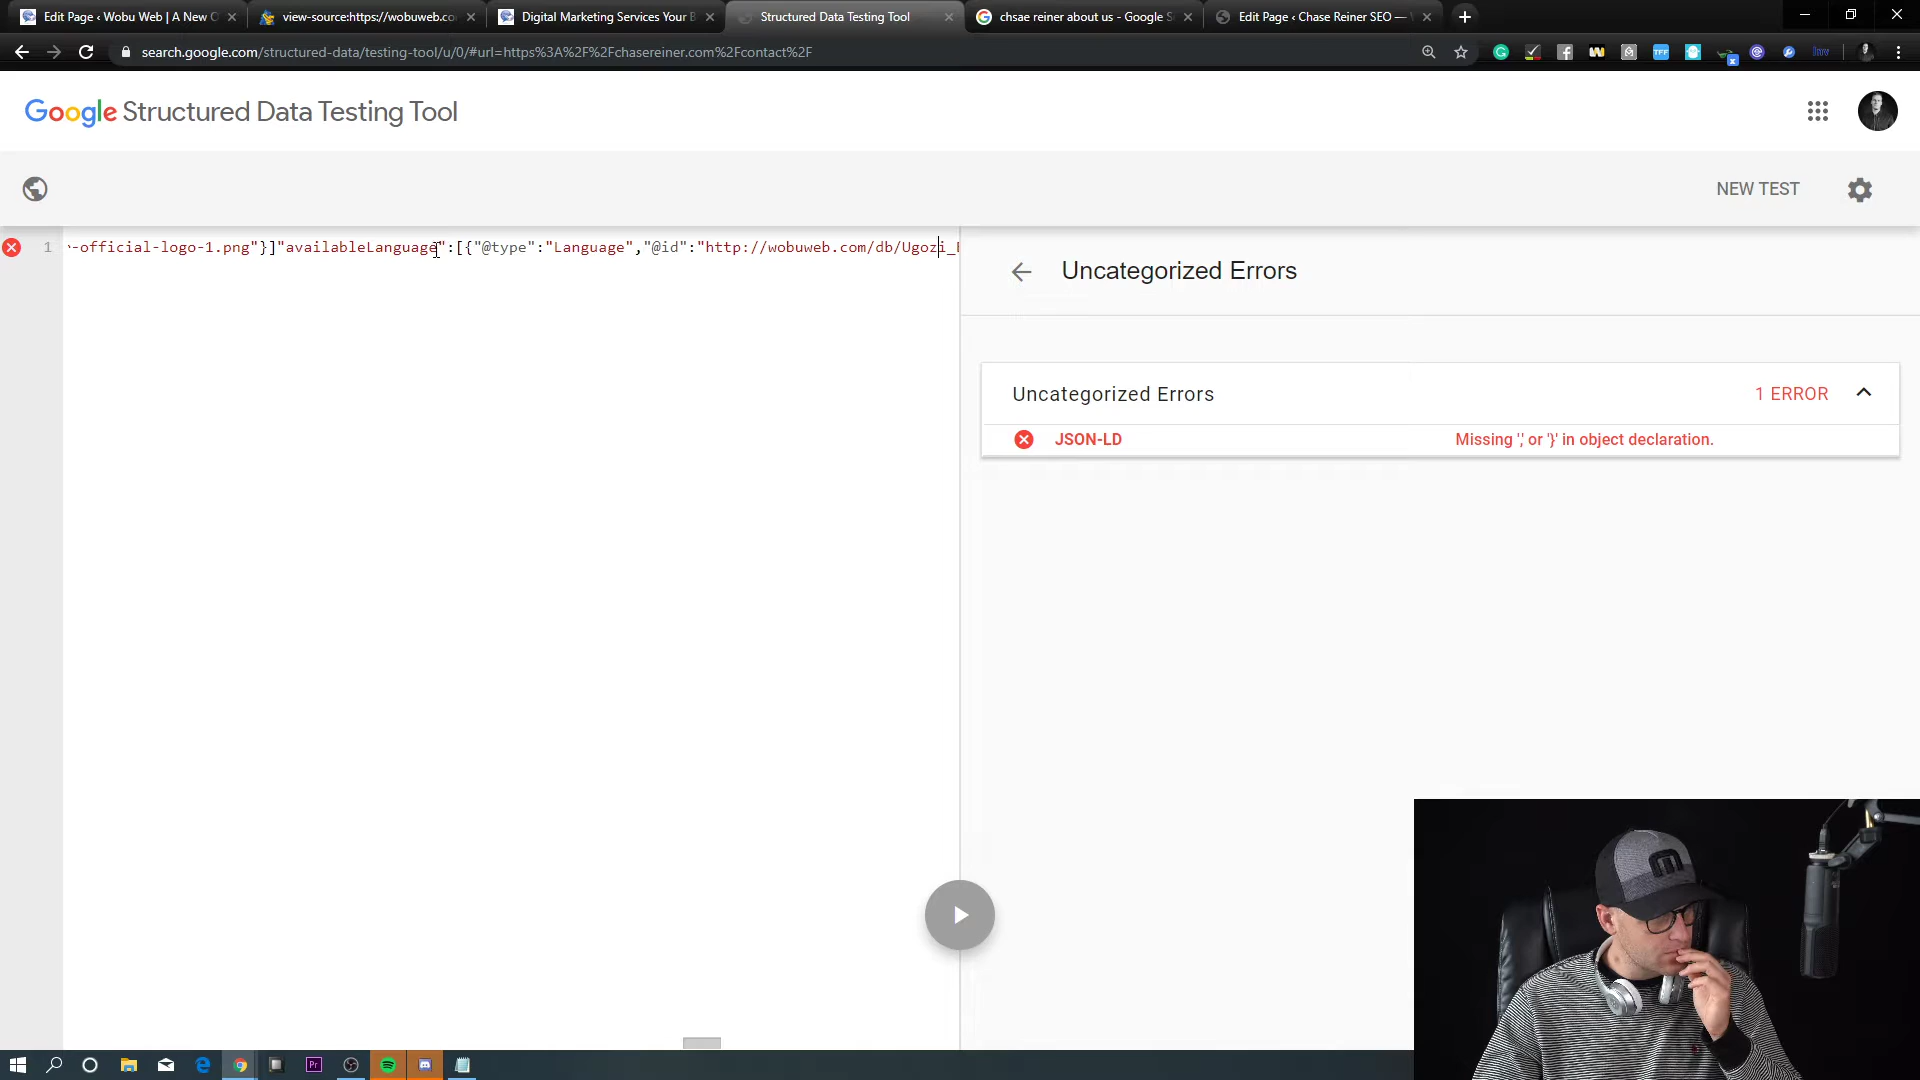 Edit Page ‹ Wobu Web | A New O
view-source:https://wobuweb.co
Digital Marketing Services Your B
Structured Data Testing Tool
chsae reiner about us - Google S
Edit Page ‹ Chase Reiner SEO —
search.google.com/structured-data/testing-tool/u/0/#url=https%3A%2F%2Fchasereiner.com%2Fcontact%2F
Google Structured Data Testing Tool
NEW TEST
1
-official-logo-1.png"}]"availableLanguage":[{"@type":"Language","@id":"http://wobuweb.com/db/Ugozi_
Uncategorized Errors
Uncategorized Errors
1 ERROR
JSON-LD
Missing ',' or '}' in object declaration.